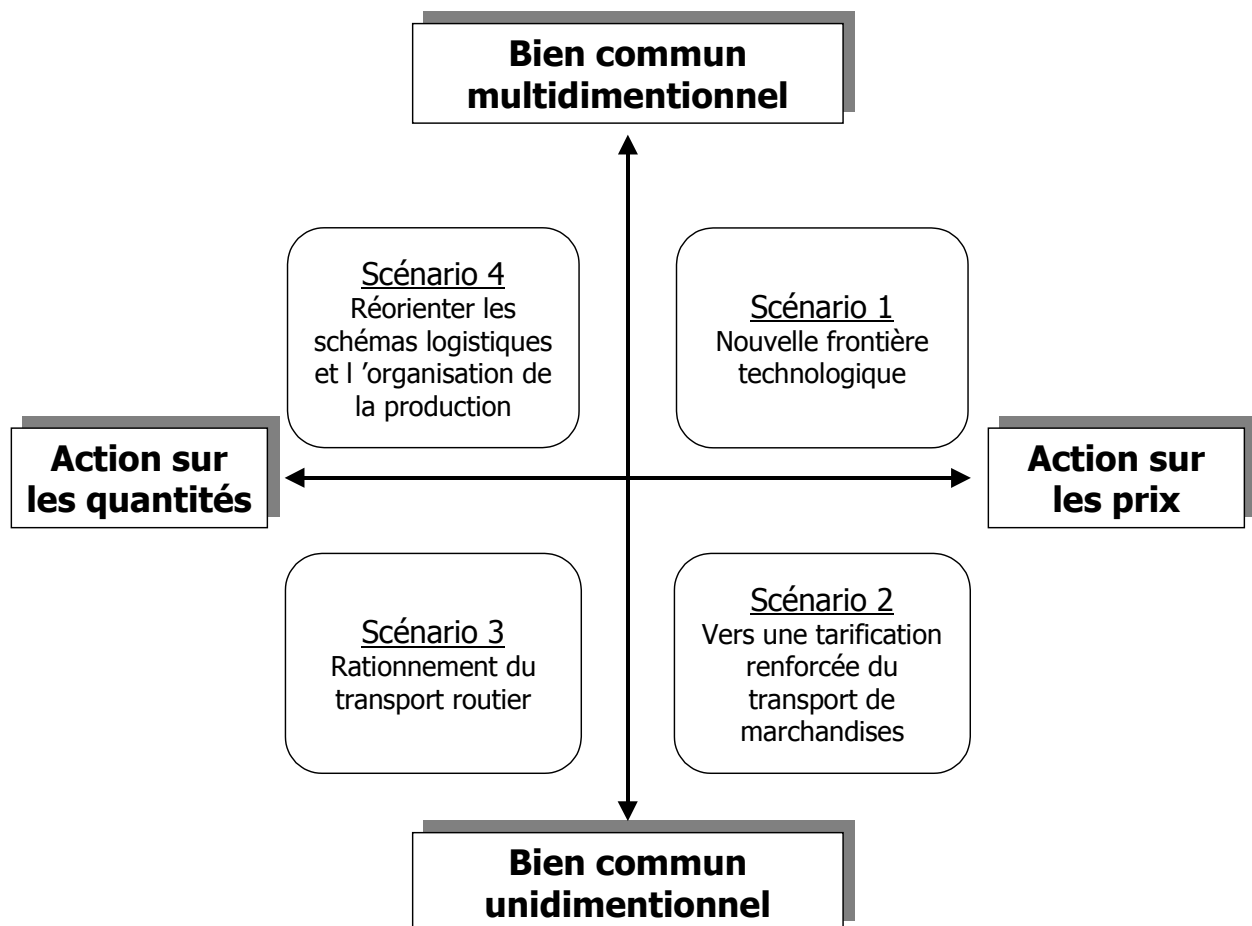 Bien commun
multidimentionnel
Scénario 4
Réorienter les
schémas logistiques
et l ’organisation de
la production
Scénario 1
Nouvelle frontière
technologique
Action sur
les quantités
Action sur
les prix
Scénario 3
Rationnement du
transport routier
Scénario 2
Vers une tarification
renforcée du
transport de
marchandises
Bien commun
unidimentionnel